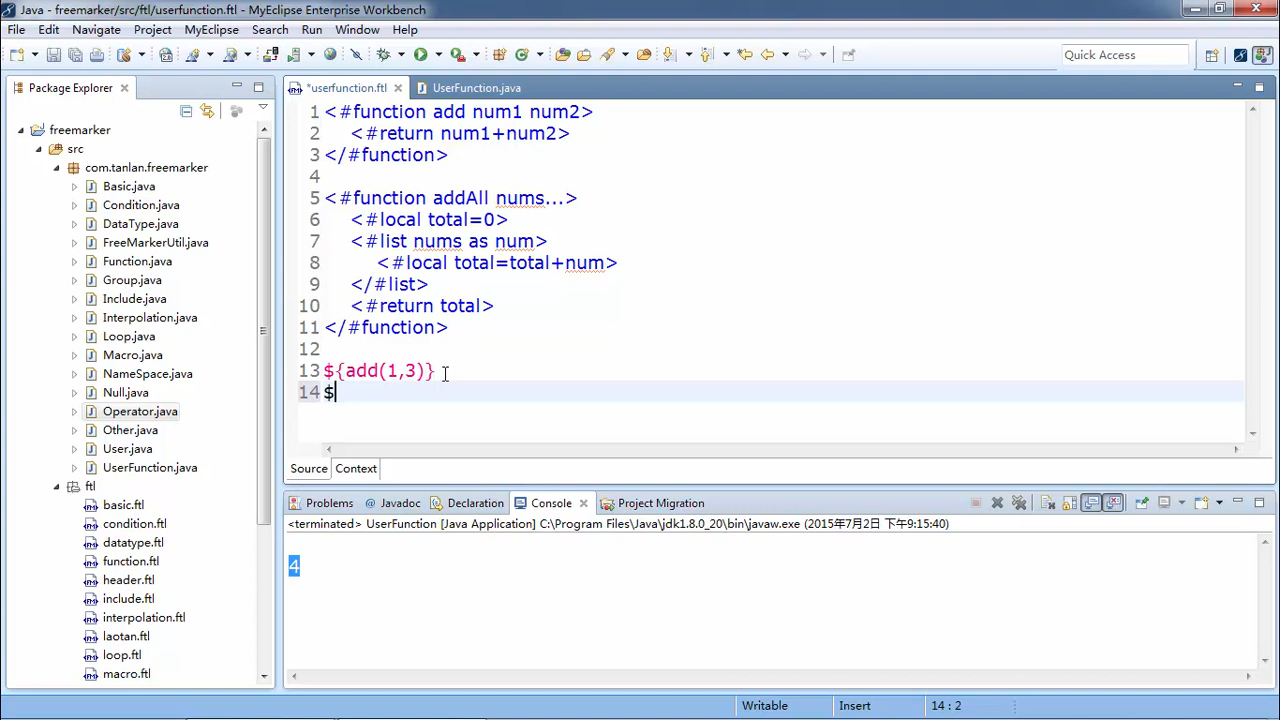 Java - freemarker/src/ftl/userfunction.ftl - MyEclipse Enterprise Workbench
File Edit Navigate Project MyEclipse Search Run Window Help
Quick Access
Package Explorer
freemarker
src
com.tanlan.freemarker
Basic.java
Condition.java
DataType.java
FreeMarkerUtil.java
Function.java
Group.java
Include.java
Interpolation.java
Loop.java
Macro.java
NameSpace.java
Null.java
Operator.java
Other.java
User.java
UserFunction.java
ftl
basic.ftl
condition.ftl
datatype.ftl
function.ftl
header.ftl
include.ftl
interpolation.ftl
laotan.ftl
loop.ftl
macro.ftl
*userfunction.ftl UserFunction.java
1 <#function add num1 num2>
2 <#return num1+num2>
3 </#function>
4
5 <#function addAll nums...>
6 <#local total=0>
7 <#list nums as num>
8 <#local total=total+num>
9 </#list>
10 <#return total>
11 </#function>
12
13 ${add(1,3)}
14 $
Source Context
Problems Javadoc Declaration Console Project Migration
<terminated> UserFunction [Java Application] C:\Program Files\Java\jdk1.8.0_20\bin\javaw.exe (2015年7月2日 下午9:15:40)
4
Writable Insert 14 : 2